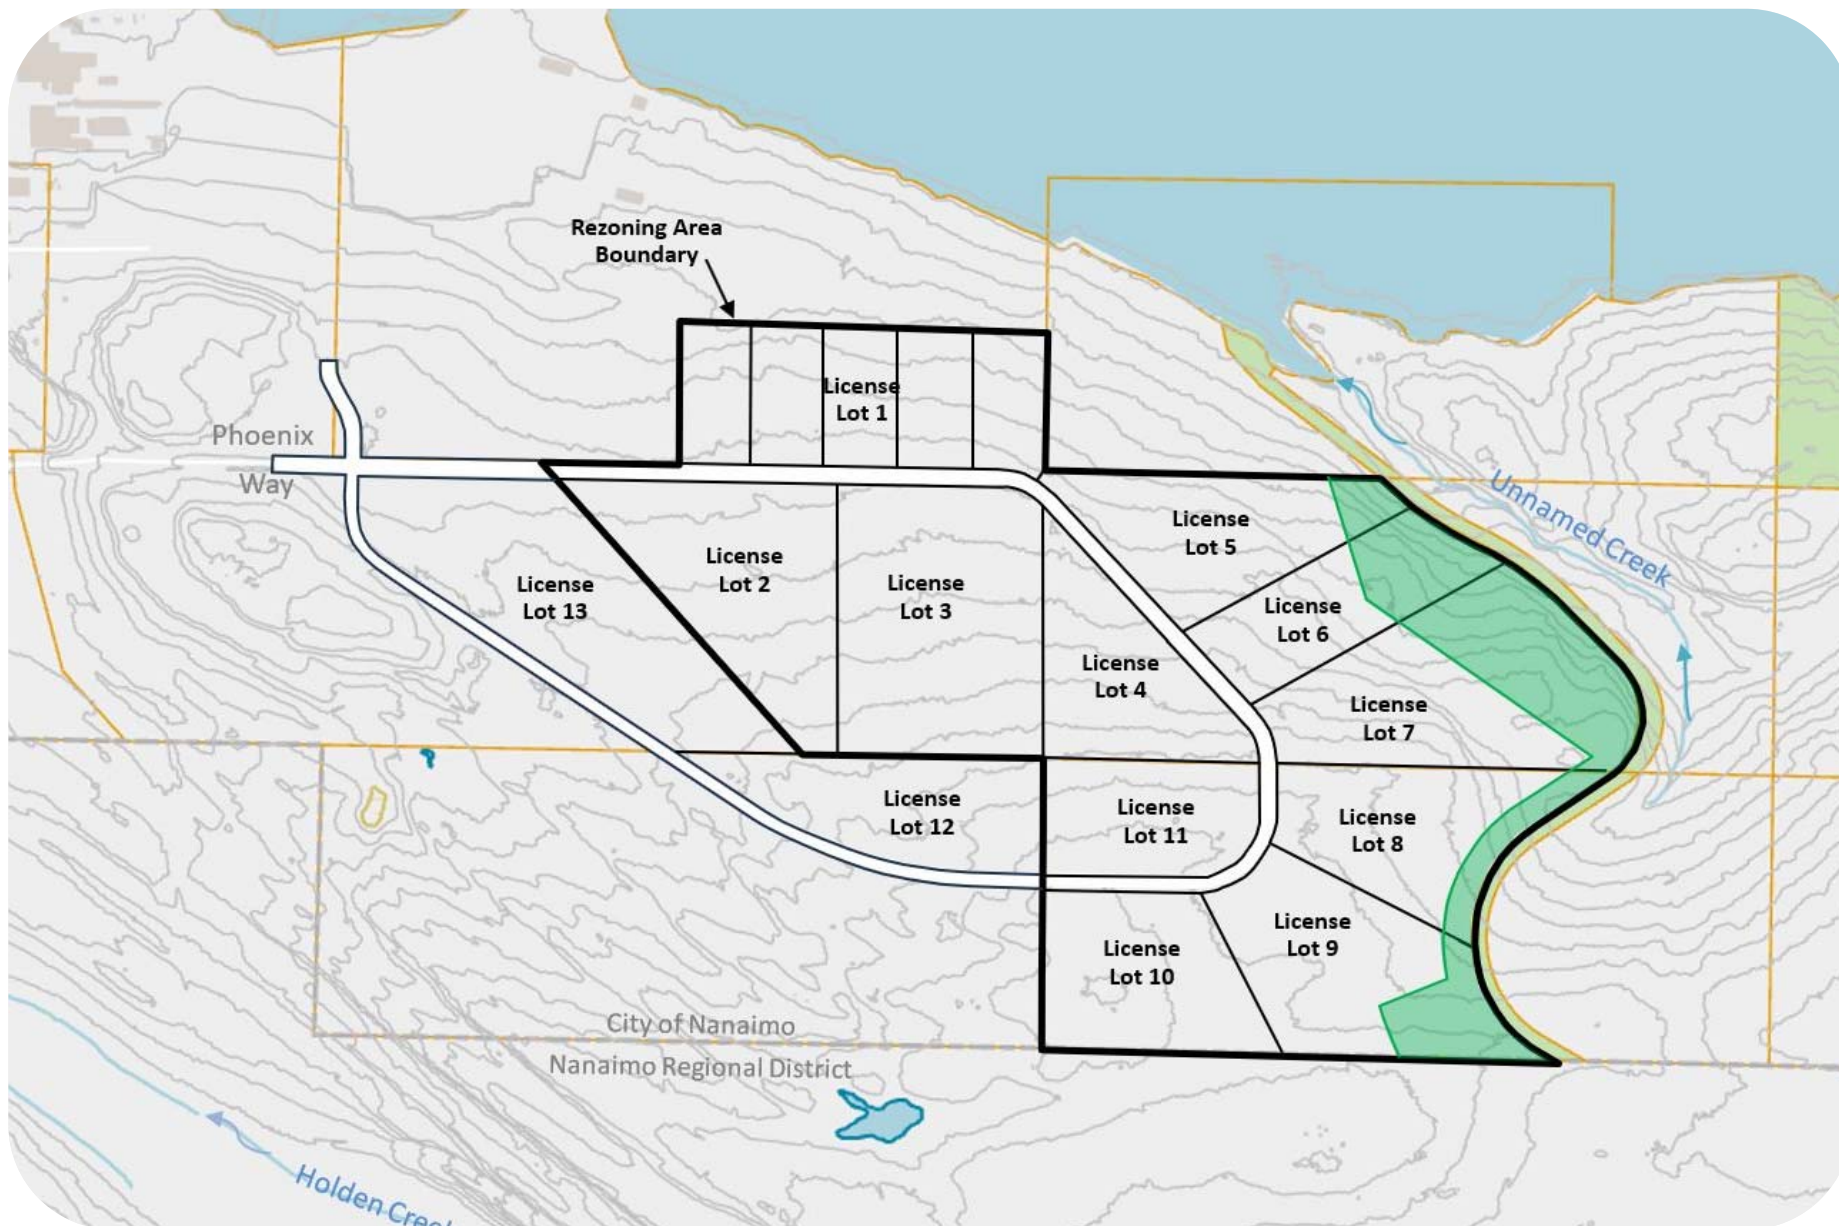 Rezoning Area
Boundary
License
Lot 1
Phoenix
Way
Unnamed Creek
License
Lot 5
License
Lot 2
License
Lot 13
License
Lot 3
License
Lot 6
License
Lot 4
License
Lot 7
License
Lot 12
License
Lot 11
License
Lot 8
License
Lot 9
License
Lot 10
City of Nanaimo
Nanaimo Regional District
Holden Creek